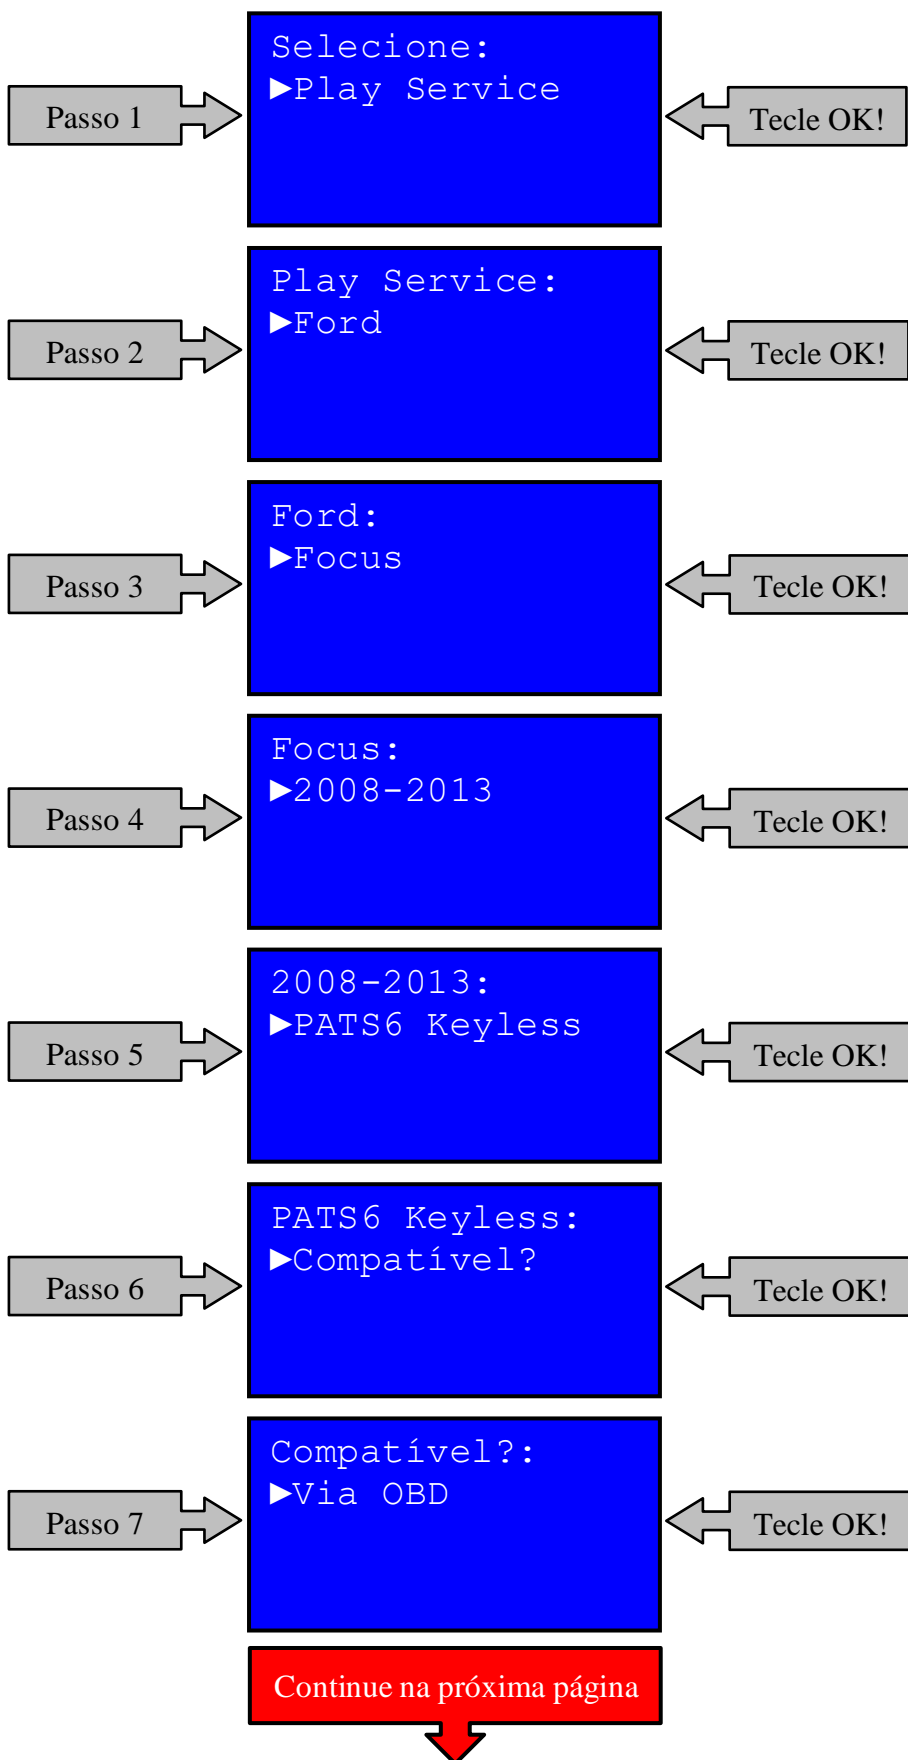 Selecione:
►Play Service
Passo 1
Tecle OK!
Play Service:
►Ford
Passo 2
Tecle OK!
Ford:
►Focus
Passo 3
Tecle OK!
Focus:
►2008-2013
Passo 4
Tecle OK!
2008-2013:
►PATS6 Keyless
Passo 5
Tecle OK!
PATS6 Keyless:
►Compatível?
Passo 6
Tecle OK!
Compatível?:
►Via OBD
Passo 7
Tecle OK!
Continue na próxima página